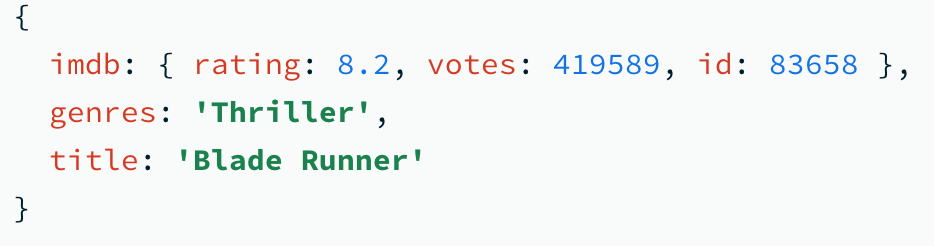 {
imdb: { rating: 8.2, votes: 419589, id: 83658 },
genres: 'Thriller',
title: 'Blade Runner'
}